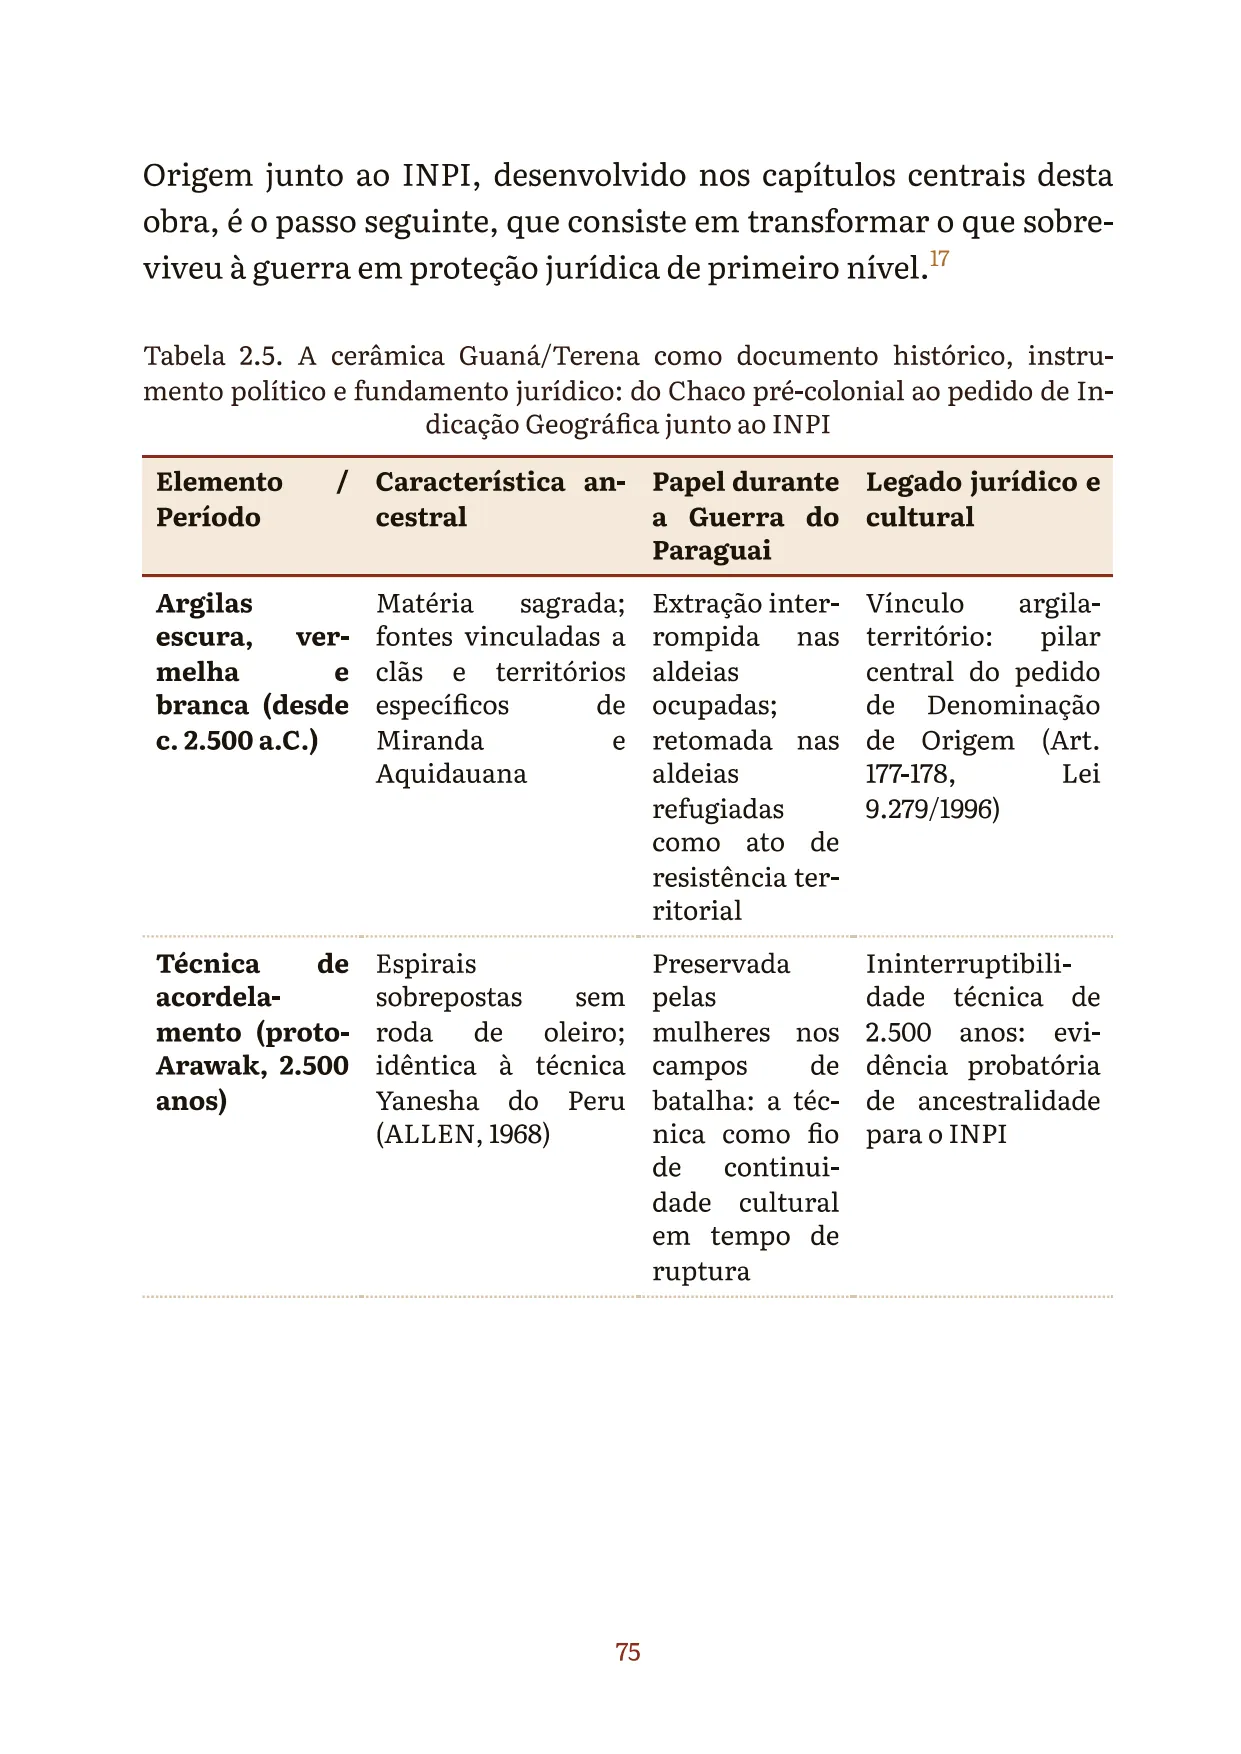 Origem junto ao INPI, desenvolvido nos capítulos centrais desta
obra, é o passo seguinte, que consiste em transformar o que sobre-
viveu à guerra em proteção jurídica de primeiro nível.17
Tabela 2.5. A cerâmica Guaná/Terena como documento histórico, instru-
mento político e fundamento jurídico: do Chaco pré-colonial ao pedido de In-
dicação Geográfica junto ao INPI
Elemento /
Período
Característica an-
cestral
Papel durante
a Guerra do
Paraguai
Legado jurídico e
cultural
Argilas
escura, ver-
melha e
branca (desde
c. 2.500 a.C.)
Matéria sagrada;
fontes vinculadas a
clãs e territórios
específicos de
Miranda e
Aquidauana
Extração inter-
rompida nas
aldeias
ocupadas;
retomada nas
aldeias
refugiadas
como ato de
resistência ter-
ritorial
Vínculo argila-
território: pilar
central do pedido
de Denominação
de Origem (Art.
177-178, Lei
9.279/1996)
Técnica de
acordela-
mento (proto-
Arawak, 2.500
anos)
Espirais
sobrepostas sem
roda de oleiro;
idêntica à técnica
Yanesha do Peru
(ALLEN, 1968)
Preservada
pelas
mulheres nos
campos de
batalha: a téc-
nica como fio
de continui-
dade cultural
em tempo de
ruptura
Ininterruptibili-
dade técnica de
2.500 anos: evi-
dência probatória
de ancestralidade
para o INPI
75